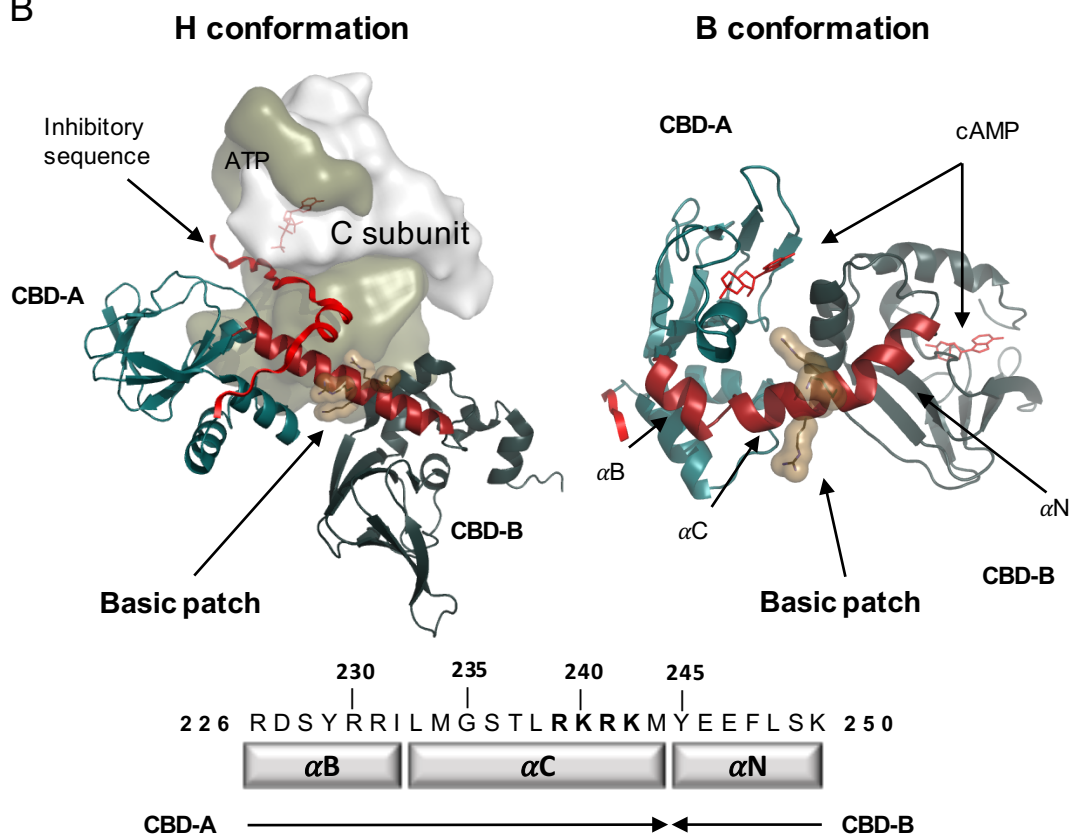 B
H conformation
B conformation
Inhibitory
sequence
ATP
C subunit
CBD-A
CBD-B
Basic patch
CBD-A
cAMP
αB
αC
αN
CBD-B
Basic patch
230 235 240 245
226 RDSYRRILMGSTLRKRKMYEEFLSK 250
αB αC αN
CBD-A CBD-B